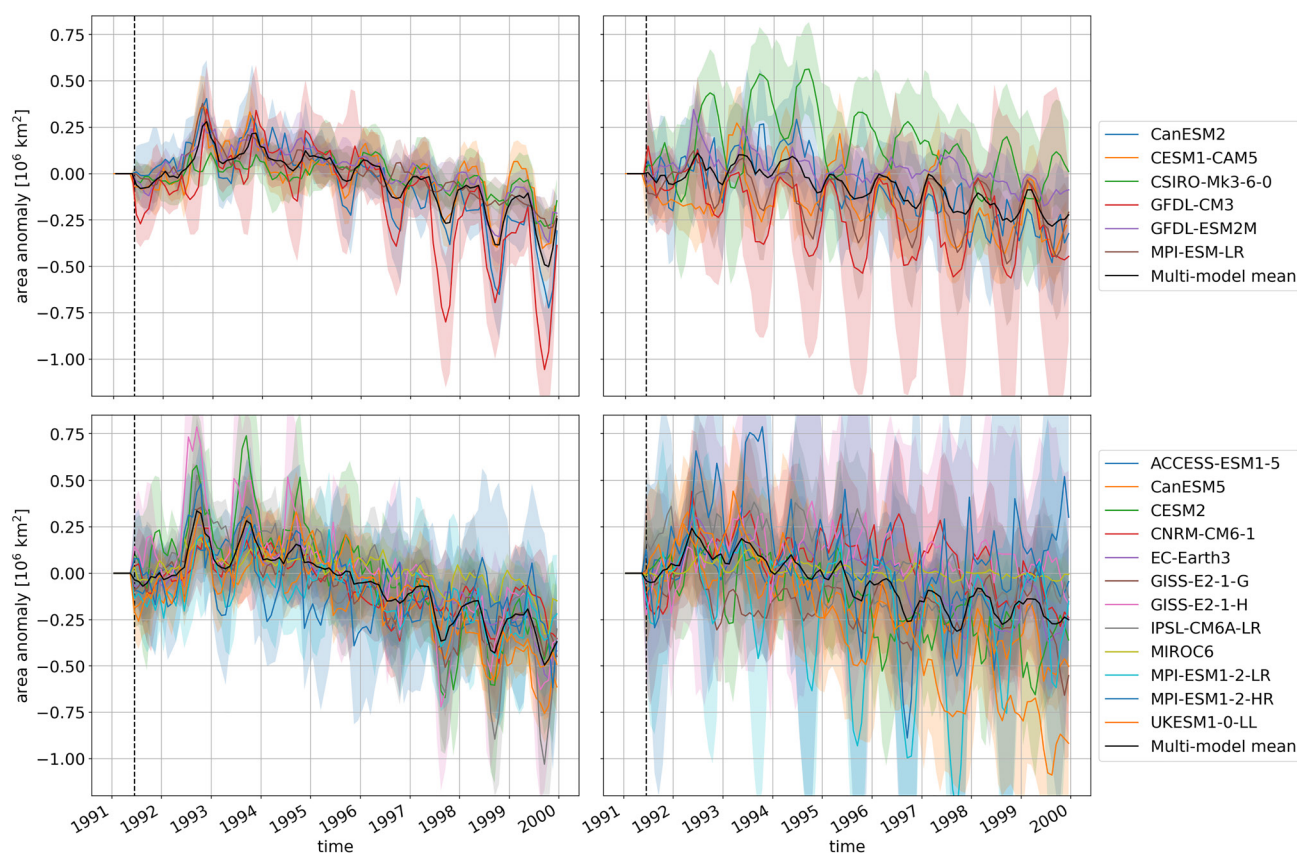 area anomaly [10⁶ km²]
0.75
0.50
0.25
0.00
−0.25
−0.50
−0.75
−1.00
CanESM2
CESM1-CAM5
CSIRO-Mk3-6-0
GFDL-CM3
GFDL-ESM2M
MPI-ESM-LR
Multi-model mean
area anomaly [10⁶ km²]
0.75
0.50
0.25
0.00
−0.25
−0.50
−0.75
−1.00
ACCESS-ESM1-5
CanESM5
CESM2
CNRM-CM6-1
EC-Earth3
GISS-E2-1-G
GISS-E2-1-H
IPSL-CM6A-LR
MIROC6
MPI-ESM1-2-LR
MPI-ESM1-2-HR
UKESM1-0-LL
Multi-model mean
1991 1992 1993 1994 1995 1996 1997 1998 1999 2000
time
1991 1992 1993 1994 1995 1996 1997 1998 1999 2000
time